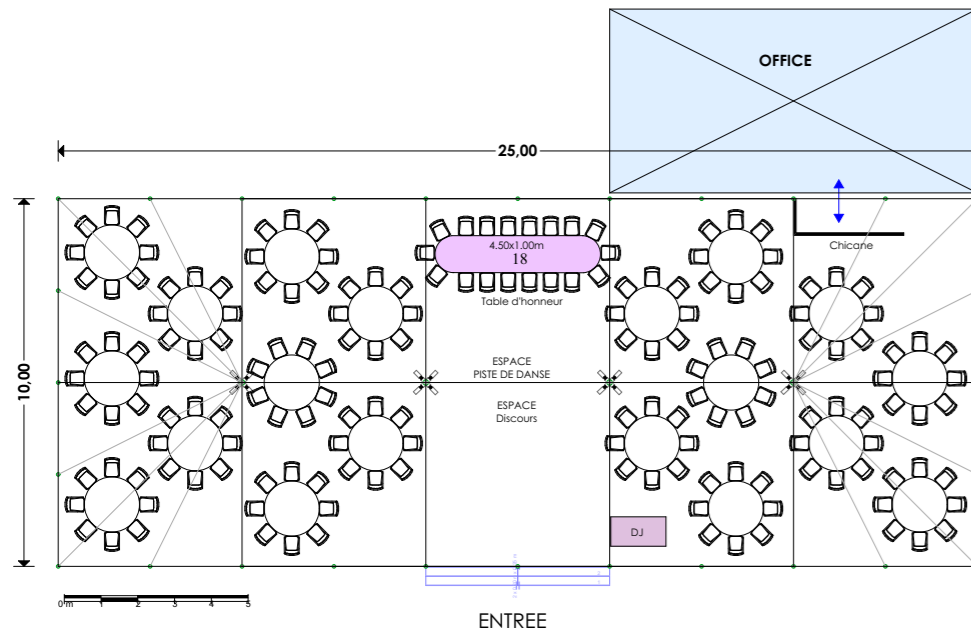 OFFICE
25,00
4.50x1.00m
18
Table d'honneur
Chicane
10,00
ESPACE
PISTE DE DANSE
ESPACE
Discours
DJ
0 m 1 2 3 4 5
ENTREE